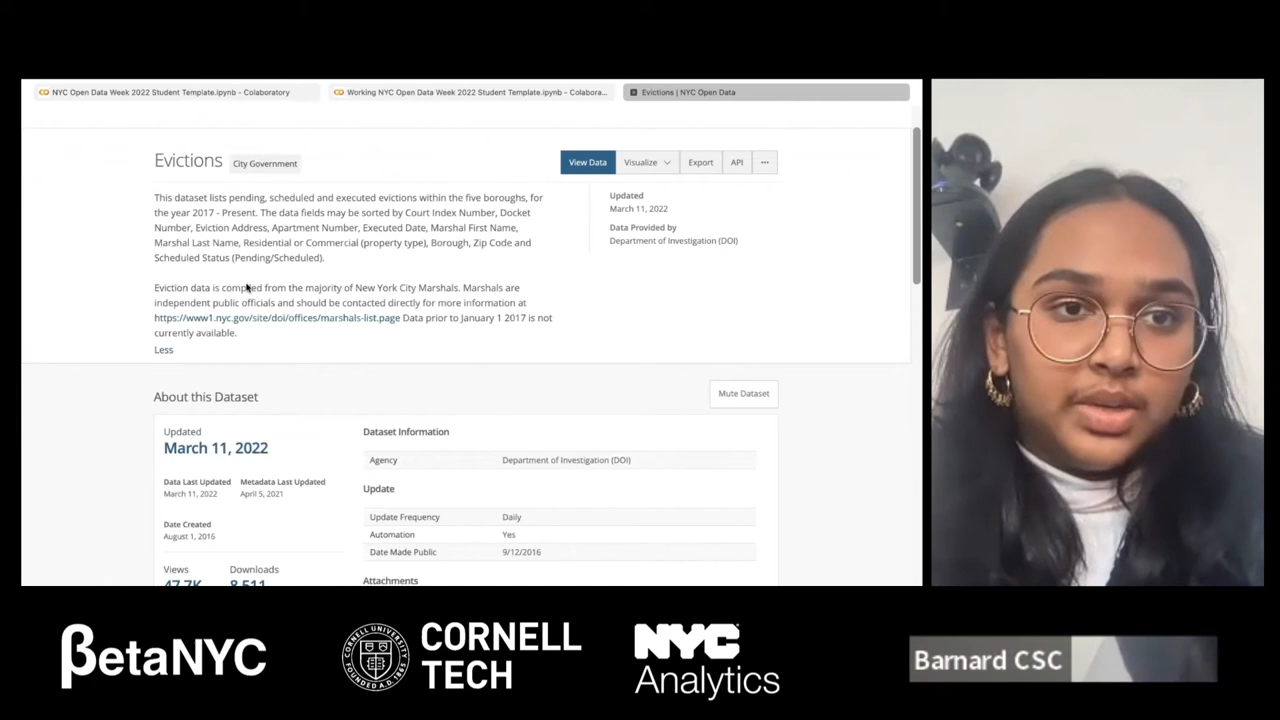 NYC Open Data Week 2022 Student Template.ipynb - Colaboratory
Working NYC Open Data Week 2022 Student Template.ipynb - Colabora...
Evictions | NYC Open Data
Evictions
City Government
View Data
Visualize
Export
API
...
This dataset lists pending, scheduled and executed evictions within the five boroughs, for
the year 2017 - Present. The data fields may be sorted by Court Index Number, Docket
Number, Eviction Address, Apartment Number, Executed Date, Marshal First Name,
Marshal Last Name, Residential or Commercial (property type), Borough, Zip Code and
Scheduled Status (Pending/Scheduled).
Eviction data is compiled from the majority of New York City Marshals. Marshals are
independent public officials and should be contacted directly for more information at
https://www1.nyc.gov/site/doi/offices/marshals-list.page Data prior to January 1 2017 is not
currently available.
Less
Updated
March 11, 2022
Data Provided by
Department of Investigation (DOI)
About this Dataset
Mute Dataset
Updated
March 11, 2022
Data Last Updated
March 11, 2022
Metadata Last Updated
April 5, 2021
Date Created
August 1, 2016
Views
47.7K
Downloads
8,511
Dataset Information
Agency
Department of Investigation (DOI)
Update
Update Frequency
Daily
Automation
Yes
Date Made Public
9/12/2016
Attachments
βetaNYC
CORNELL UNIVERSITY
FOUNDED A.D. 1865
CORNELL
TECH
NYC
Analytics
Barnard CSC